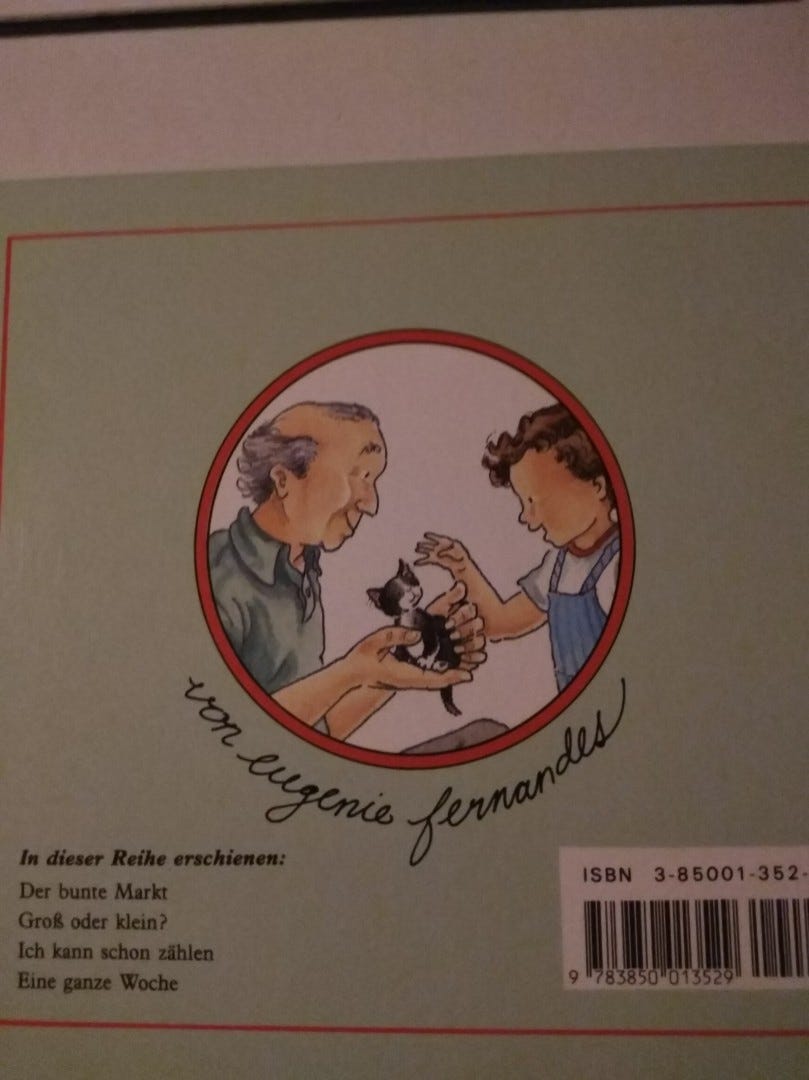 von eugenie fernandes
In dieser Reihe erschienen:
Der bunte Markt
Groß oder klein?
Ich kann schon zählen
Eine ganze Woche
ISBN 3-85001-352-
9 783850 013529